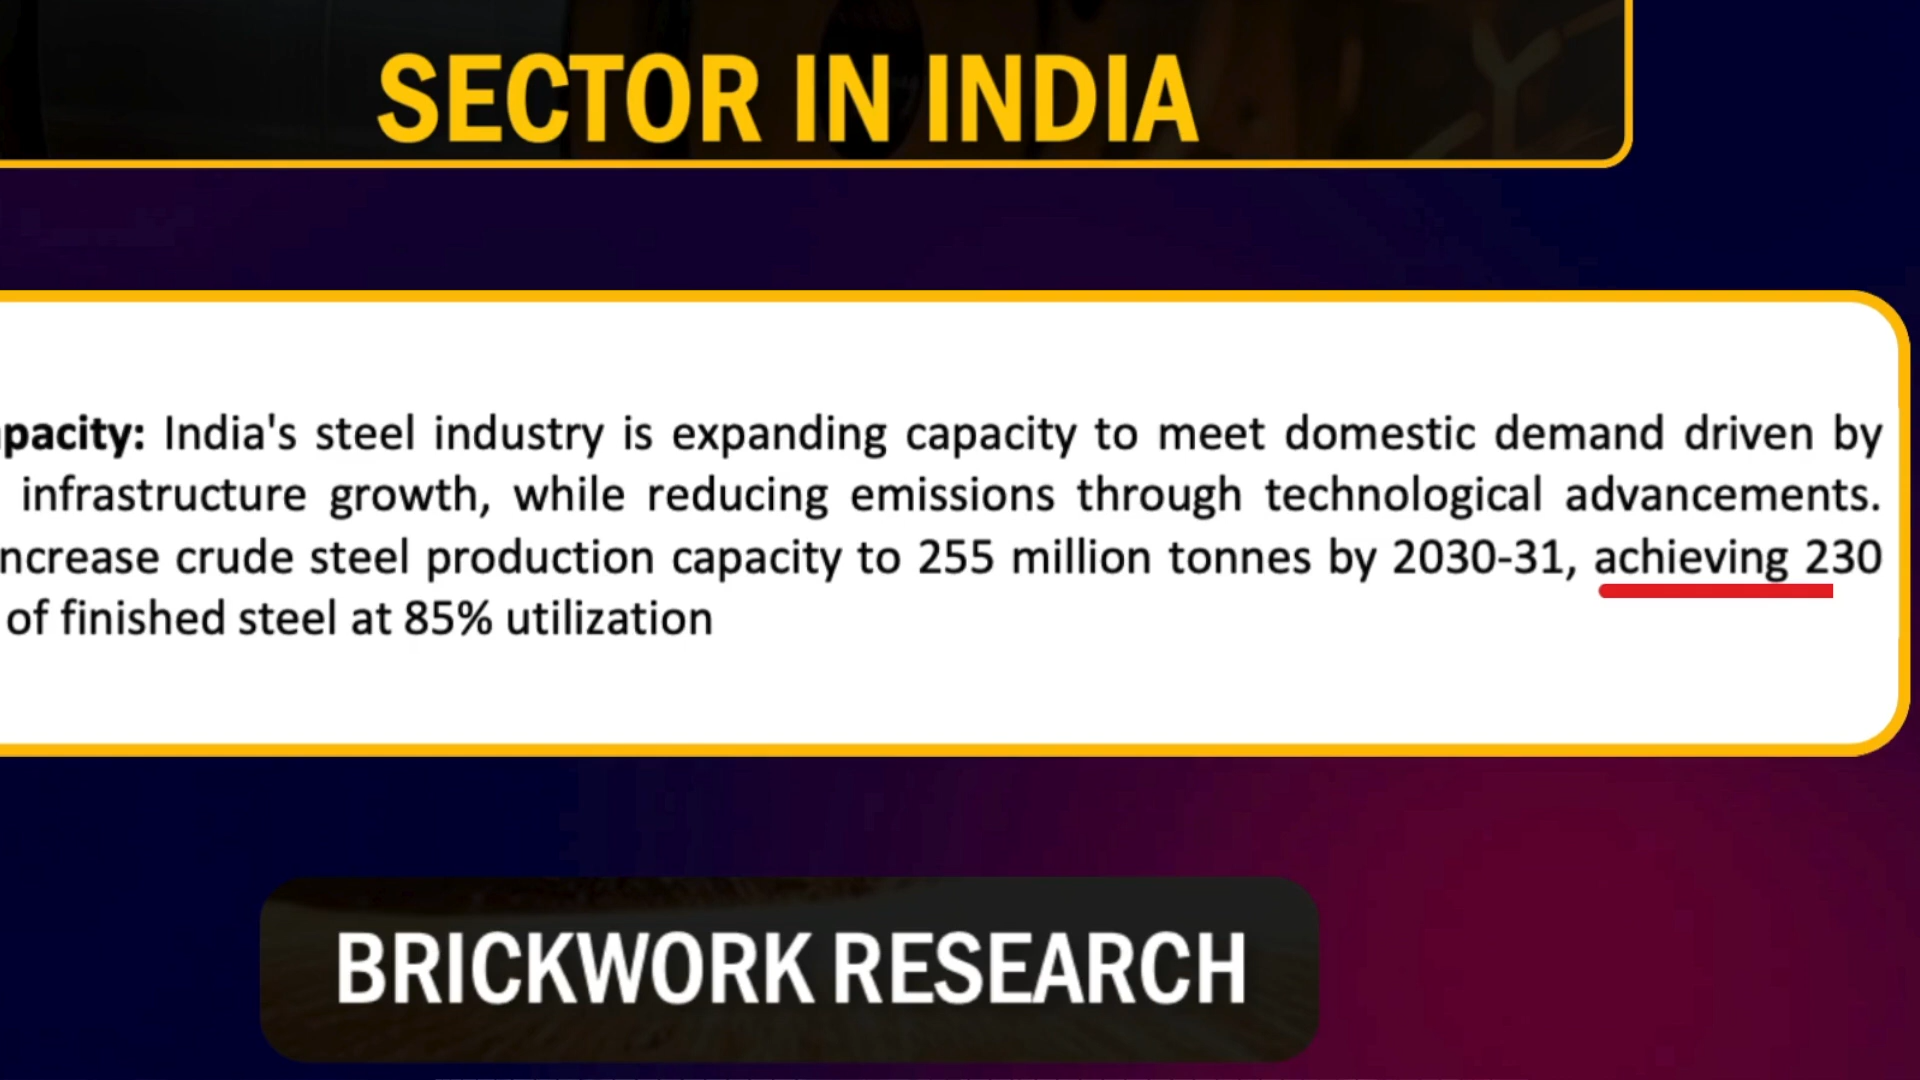 SECTOR IN INDIA
pacity: India's steel industry is expanding capacity to meet domestic demand driven by
infrastructure growth, while reducing emissions through technological advancements.
ncrease crude steel production capacity to 255 million tonnes by 2030-31, achieving 230
of finished steel at 85% utilization
BRICKWORK RESEARCH